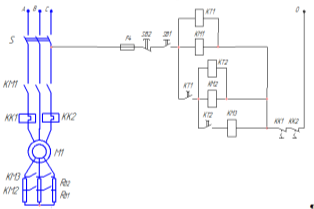 A B C
0
KT1
S
F4
SB2
SB1
KM1
KT2
KM1
KT1
KM2
KK1
KK2
KT2
KM3
KK1 KK2
M1
KM3
KM2
RД2
RД1